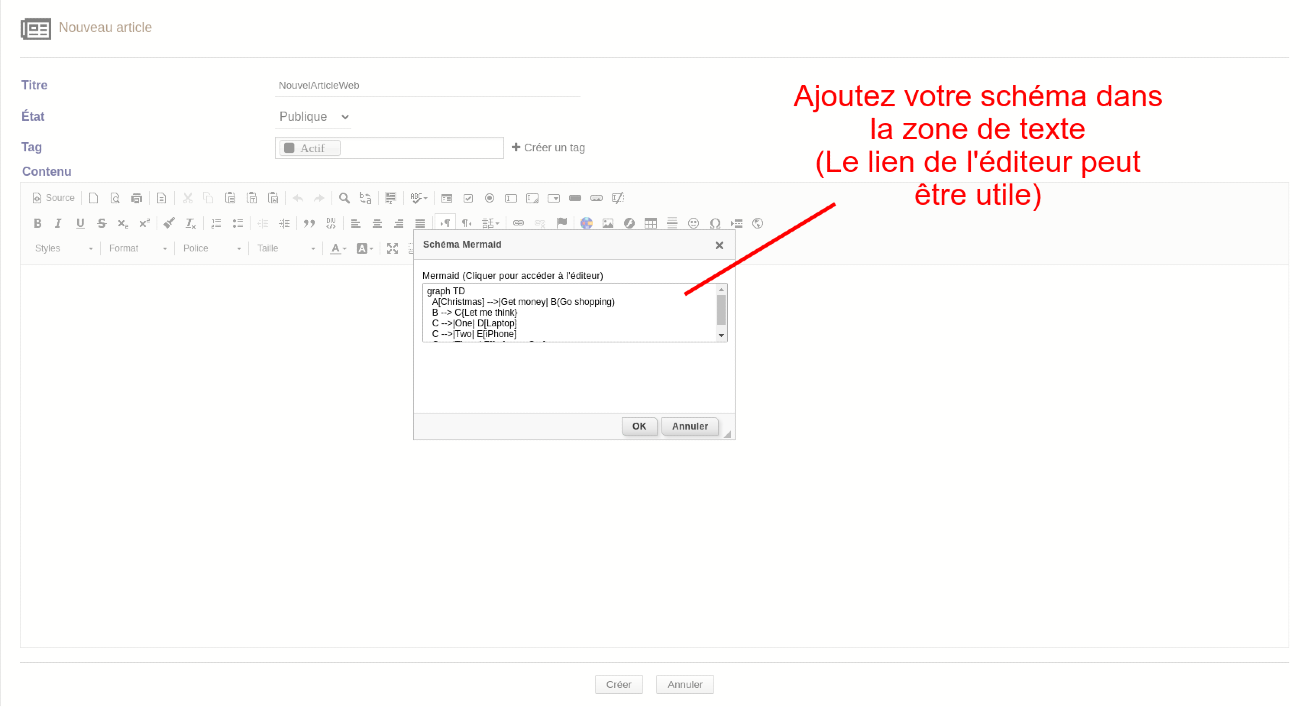 Nouveau article
Titre
NouvelArticleWeb
État
Publique
Tag
Actif
Créer un tag
Contenu
Source
Styles
Format
Police
Taille
Ajoutez votre schéma dans
la zone de texte
(Le lien de l'éditeur peut
être utile)
Schéma Mermaid
Mermaid (Cliquer pour accéder à l'éditeur)
graph TD
A[Christmas] -->|Get money| B(Go shopping)
B --> C{Let me think}
C -->|One| D[Laptop]
C -->|Two| E[iPhone]
OK
Annuler
Créer
Annuler